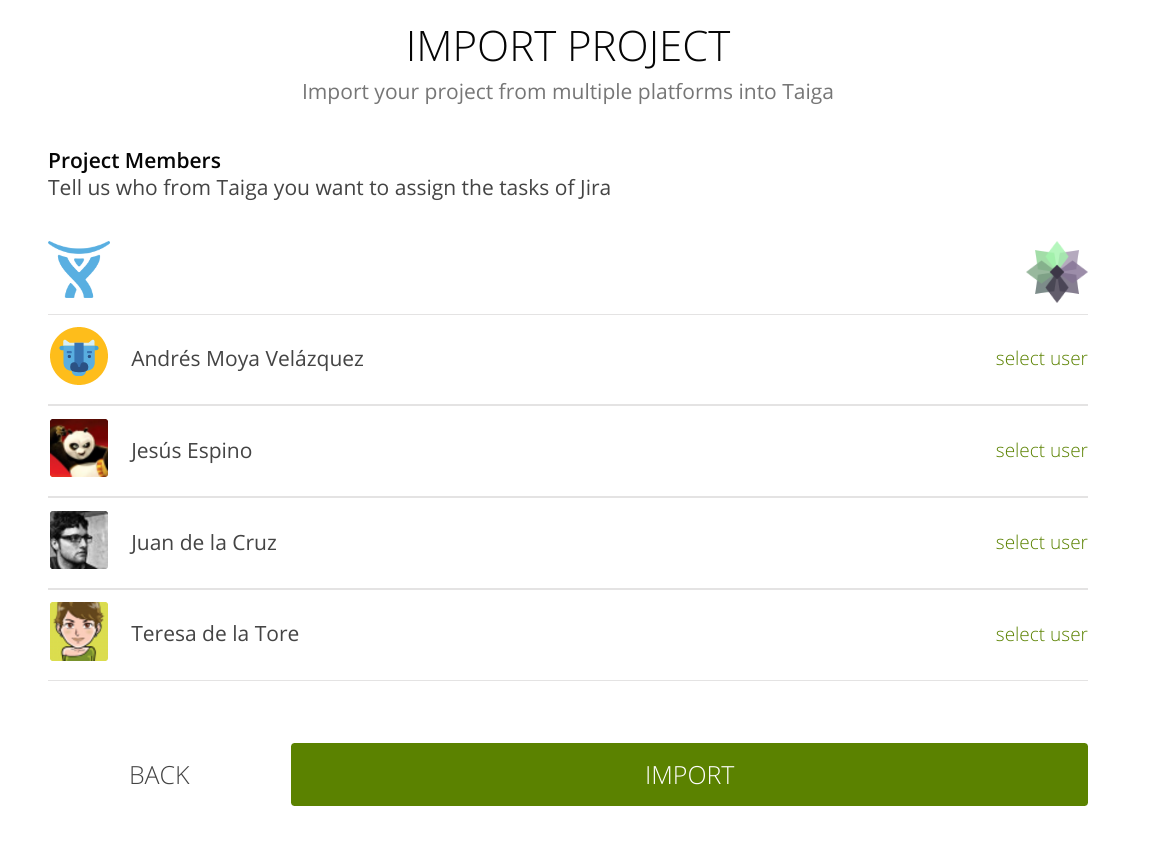 IMPORT PROJECT
Import your project from multiple platforms into Taiga
Project Members
Tell us who from Taiga you want to assign the tasks of Jira
Andrés Moya Velázquez
select user
Jesús Espino
select user
Juan de la Cruz
select user
Teresa de la Tore
select user
BACK
IMPORT